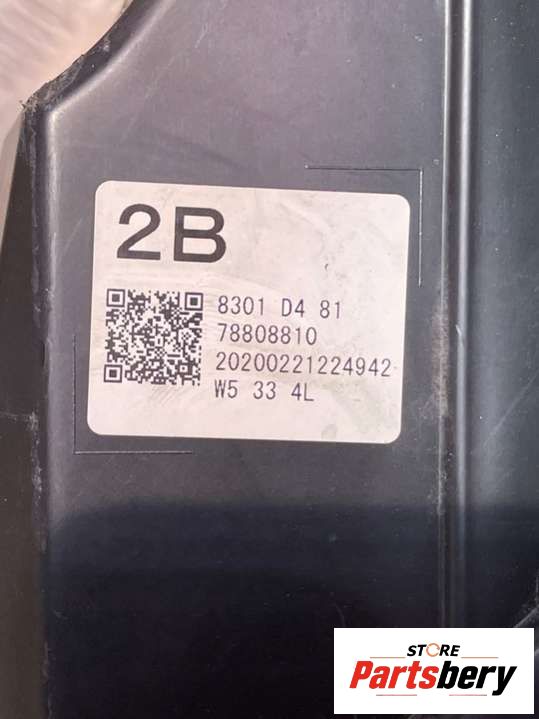 2B
8301 D4 81
78808810
20200221224942
W5 33 4L
STORE
Partsbery